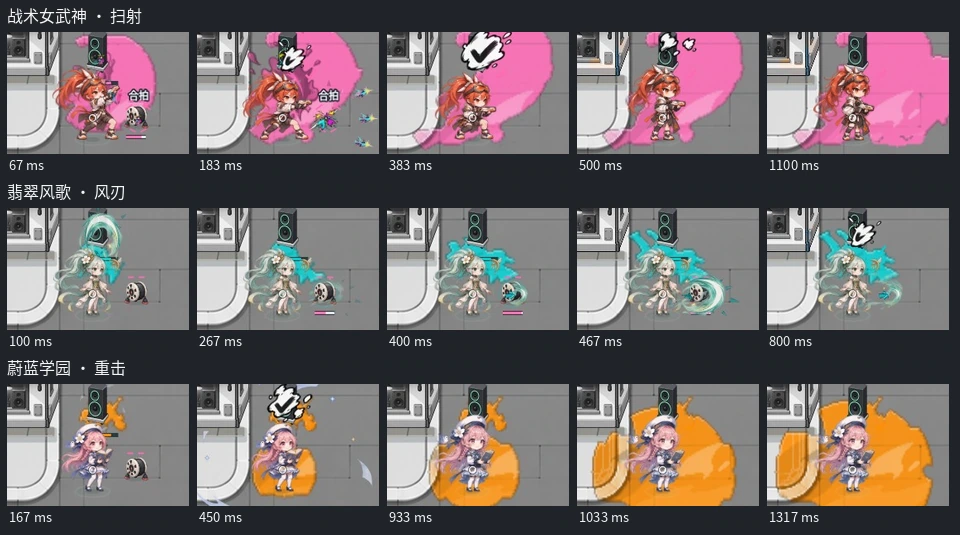 战术女武神 · 扫射
合拍
合拍
67 ms
183 ms
383 ms
500 ms
1100 ms
翡翠风歌 · 风刃
100 ms
267 ms
400 ms
467 ms
800 ms
蔚蓝学园 · 重击
167 ms
450 ms
933 ms
1033 ms
1317 ms